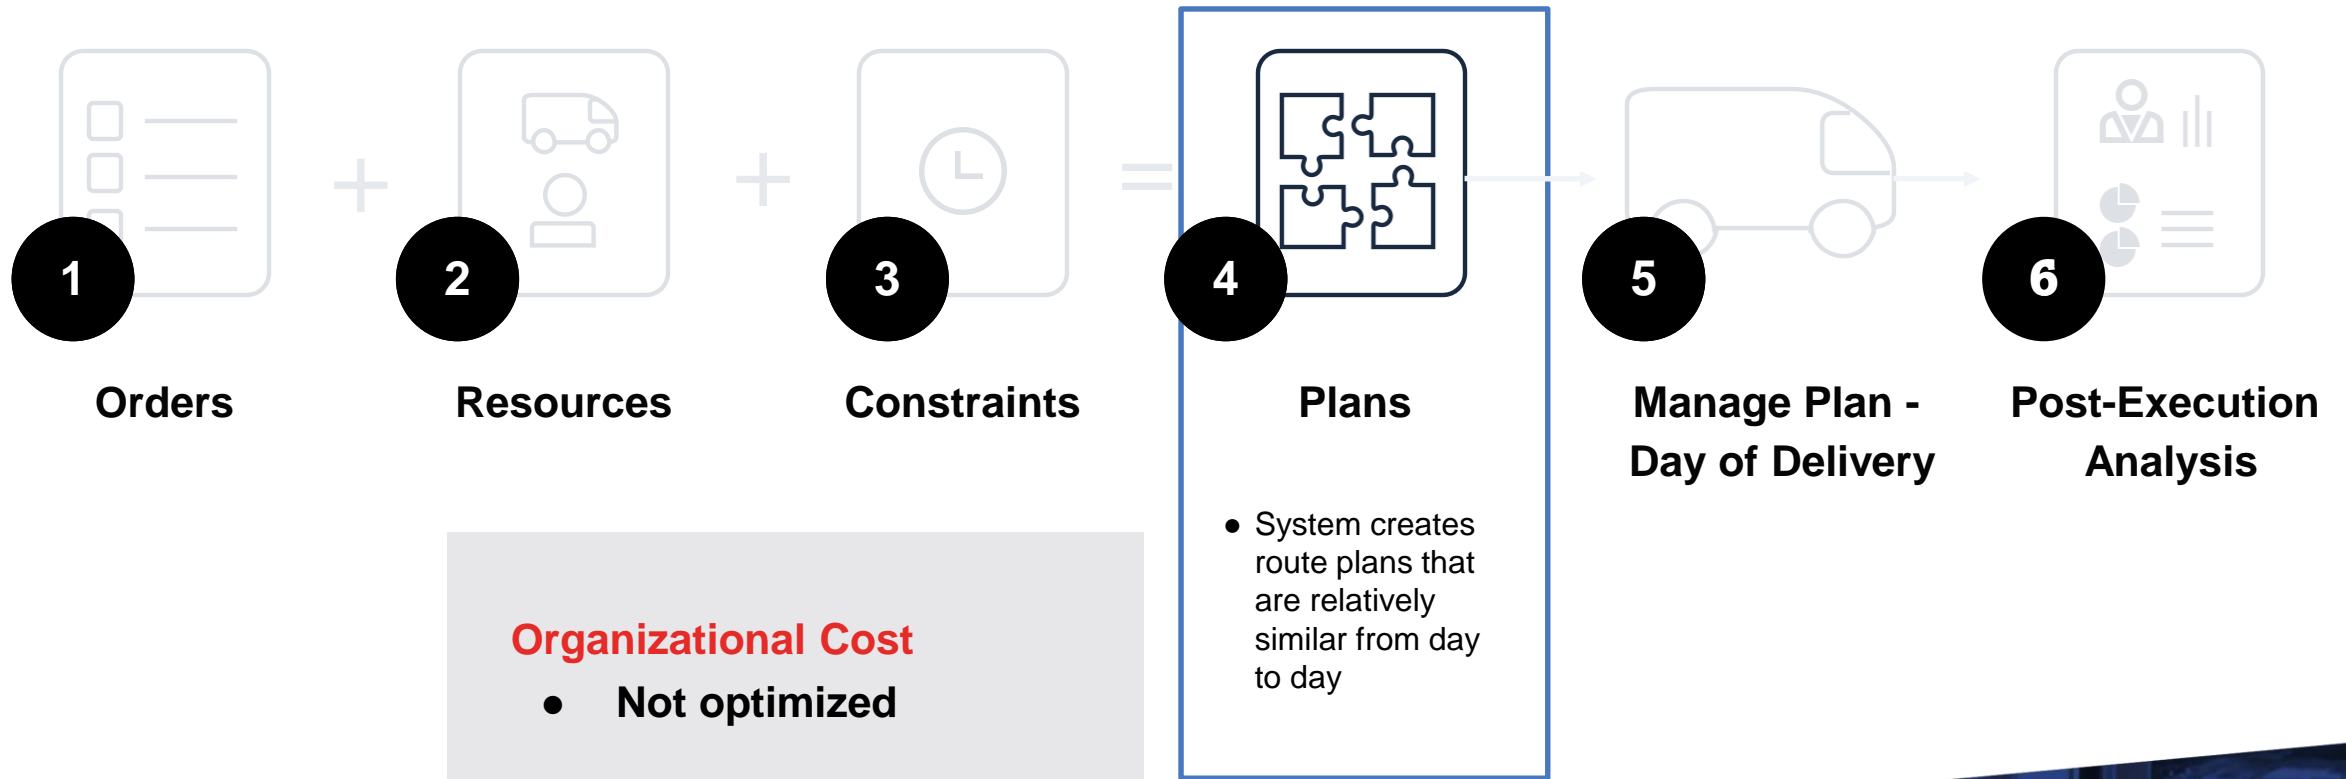 1
2
3
4
5
6
Orders
Resources
Constraints
Plans
Manage Plan -
Day of Delivery
Post-Execution
Analysis
● System creates
route plans that
are relatively
similar from day
to day
Organizational Cost
● Not optimized